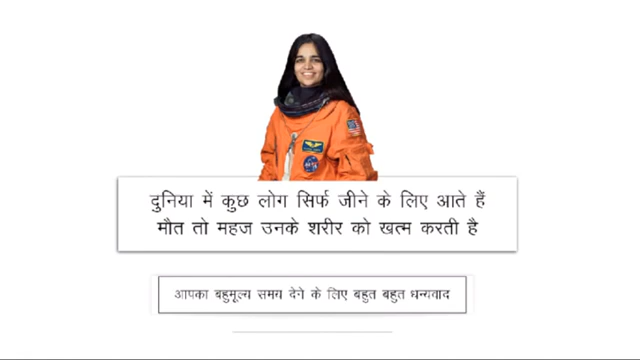 दुनिया में कुछ लोग सिर्फ जीने के लिए आते हैं
मौत तो महज उनके शरीर को खत्म करती है
आपका बहुमूल्य समय देने के लिए बहुत बहुत धन्यवाद